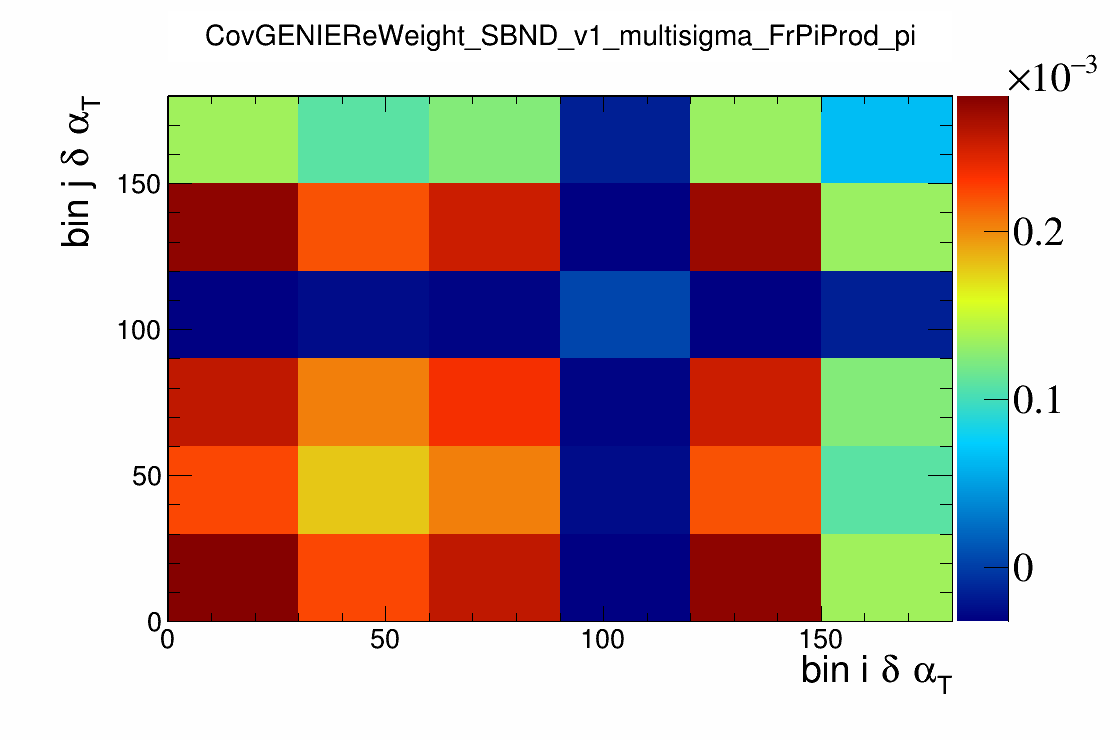 CovGENIEReWeight_SBND_v1_multisigma_FrPiProd_pi
×10⁻³
bin j δ α_T
150
100
50
0
0 50 100 150
bin i δ α_T
0.2
0.1
0